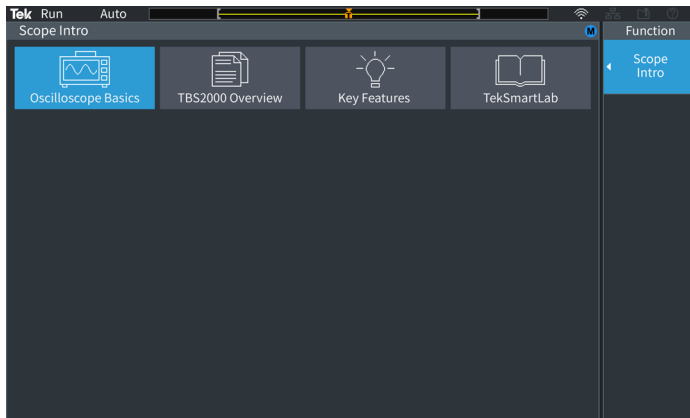 Tek Run Auto
Scope Intro
M
Function
Scope
Intro
Oscilloscope Basics
TBS2000 Overview
Key Features
TekSmartLab